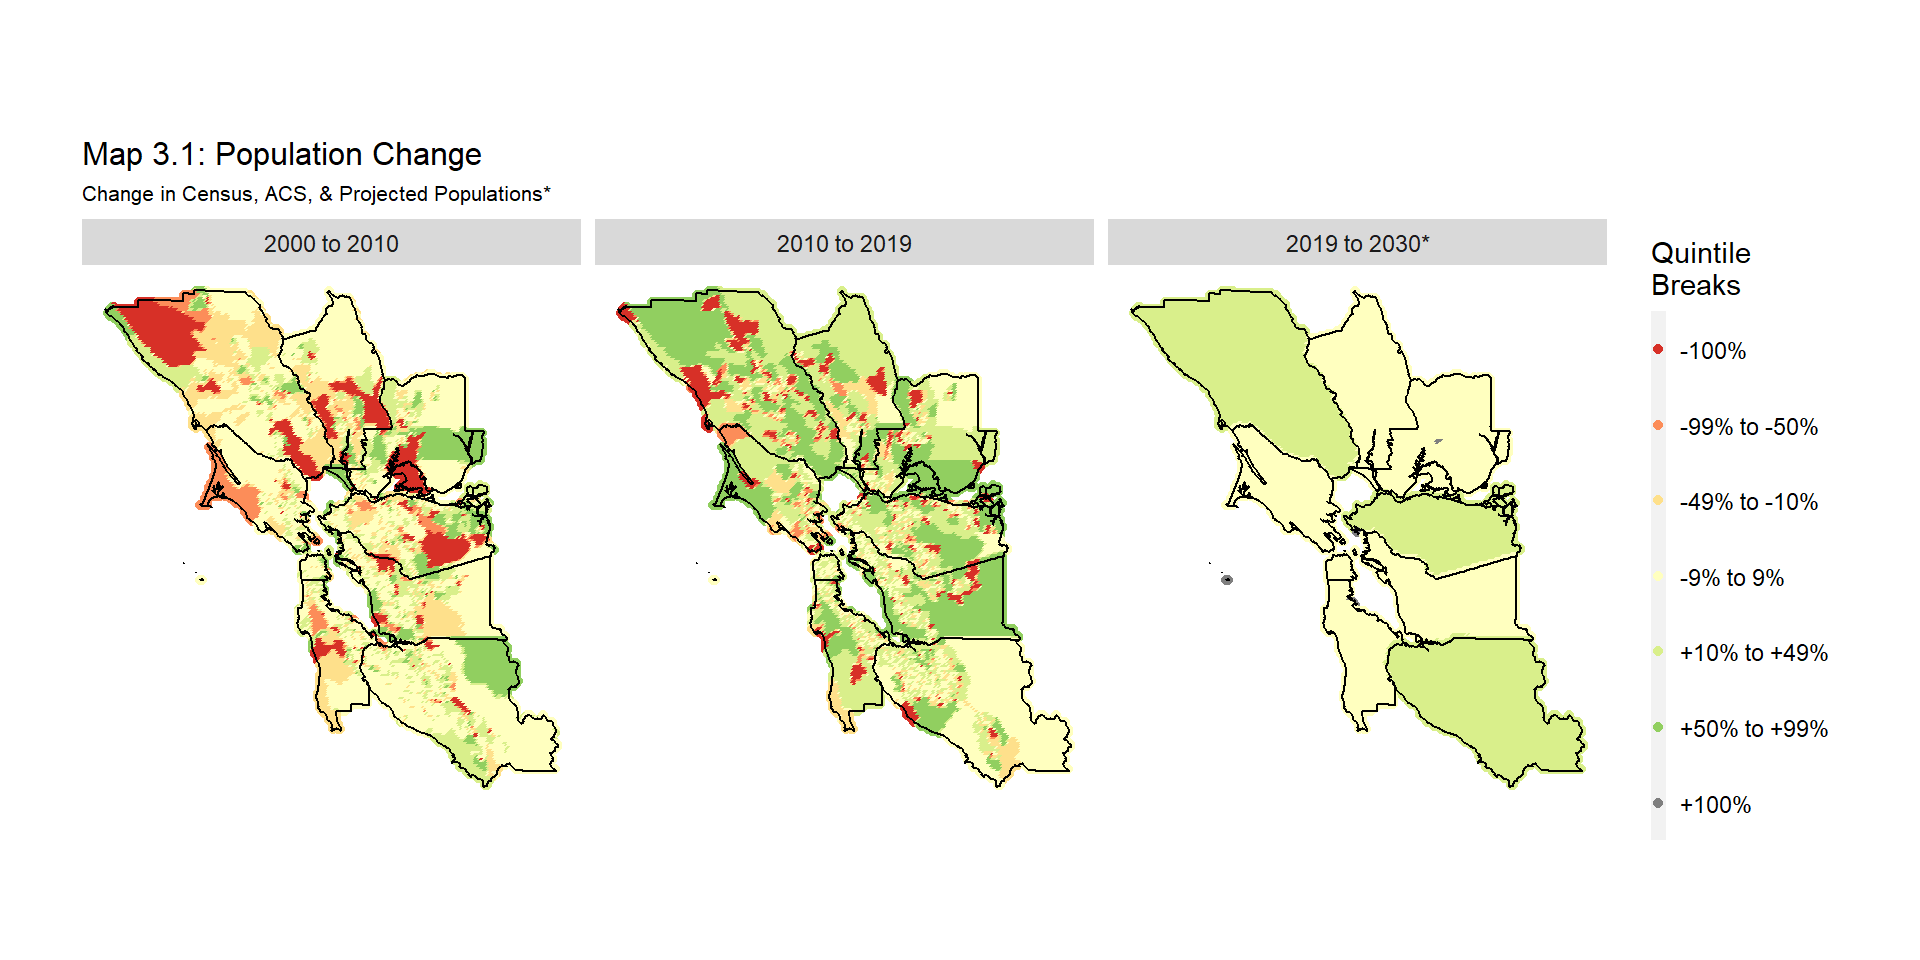 Map 3.1: Population Change
Change in Census, ACS, & Projected Populations*
2000 to 2010
2010 to 2019
2019 to 2030*
Quintile
Breaks
-100%
-99% to -50%
-49% to -10%
-9% to 9%
+10% to +49%
+50% to +99%
+100%